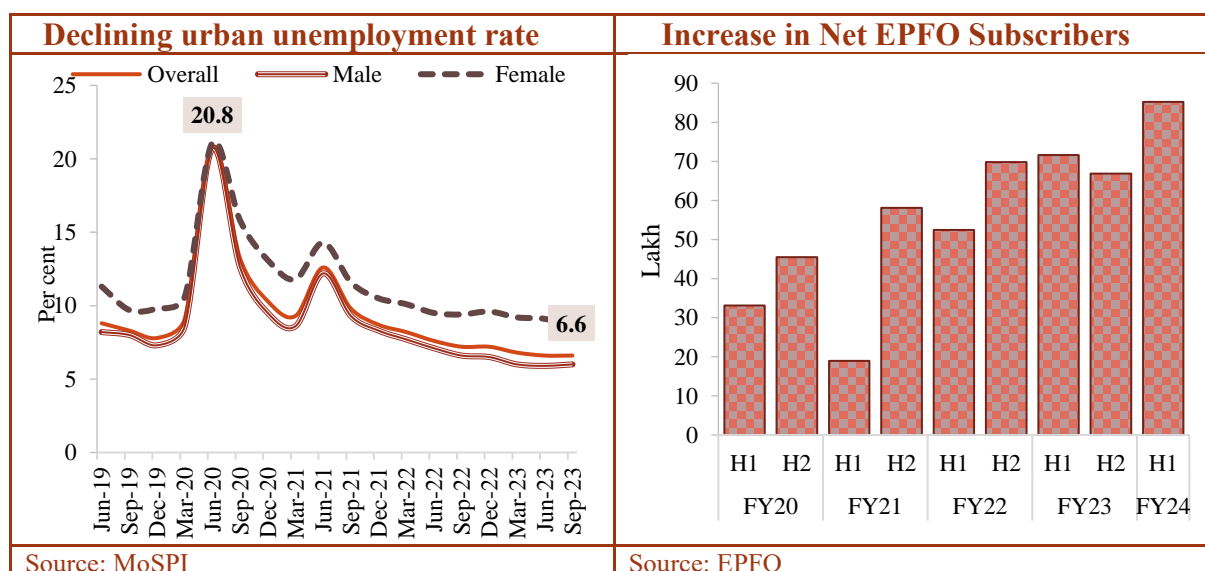 Declining urban unemployment rate
Overall Male Female
25
20
15
10
5
0
Per cent
20.8
6.6
Jun-19
Sep-19
Dec-19
Mar-20
Jun-20
Sep-20
Dec-20
Mar-21
Jun-21
Sep-21
Dec-21
Mar-22
Jun-22
Sep-22
Dec-22
Mar-23
Jun-23
Sep-23
Source: MoSPI
Increase in Net EPFO Subscribers
90
80
70
60
50
40
30
20
10
0
Lakh
H1 H2 H1 H2 H1 H2 H1 H2 H1
FY20 FY21 FY22 FY23 FY24
Source: EPFO